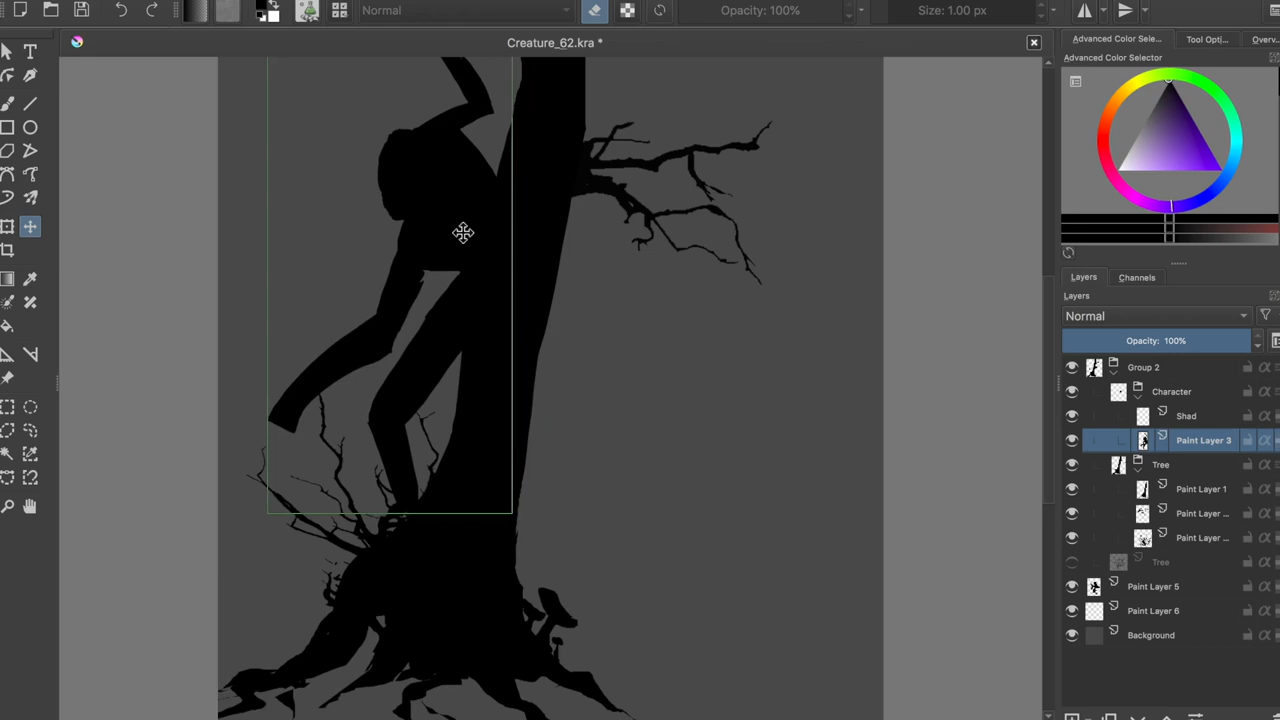 Normal
Opacity: 100%
Size: 1.00 px
Creature_62.kra *
Advanced Color Sele...
Tool Opti...
Overv...
Advanced Color Selector
Layers
Channels
Layers
Normal
Opacity: 100%
Group 2
Character
Shad
Paint Layer 3
Tree
Paint Layer 1
Paint Layer ...
Paint Layer ...
Tree
Paint Layer 5
Paint Layer 6
Background